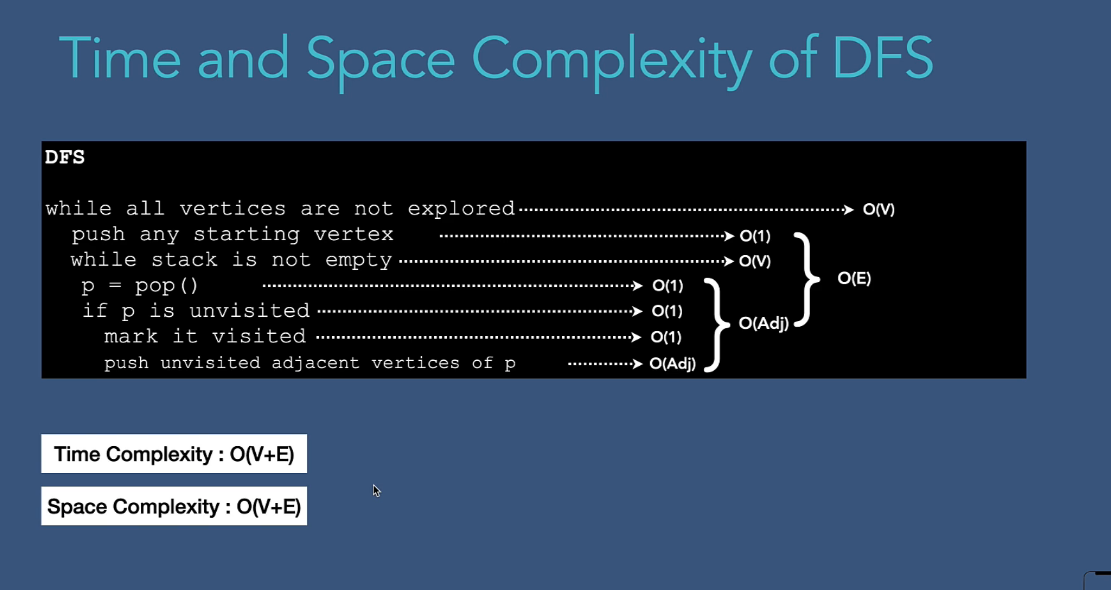 Time and Space Complexity of DFS
DFS
while all vertices are not explored O(V)
push any starting vertex O(1)
while stack is not empty O(V)
O(E)
p = pop() O(1)
if p is unvisited O(1)
O(Adj)
mark it visited O(1)
push unvisited adjacent vertices of p O(Adj)
Time Complexity : O(V+E)
Space Complexity : O(V+E)